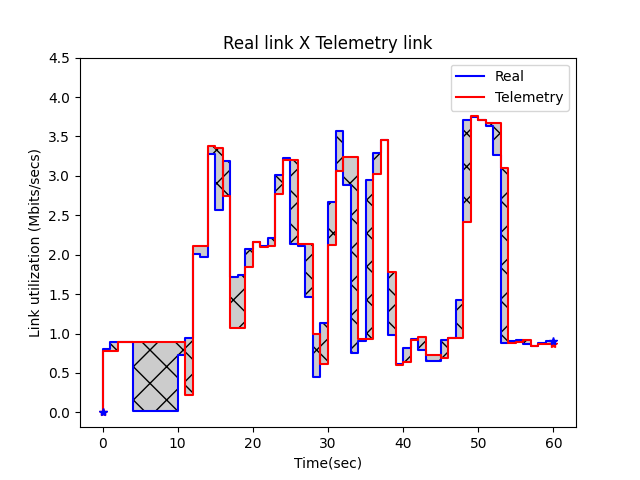 Real link X Telemetry link
Real
Telemetry
Link utilization (Mbits/secs)
4.5
4.0
3.5
3.0
2.5
2.0
1.5
1.0
0.5
0.0
0 10 20 30 40 50 60
Time(sec)